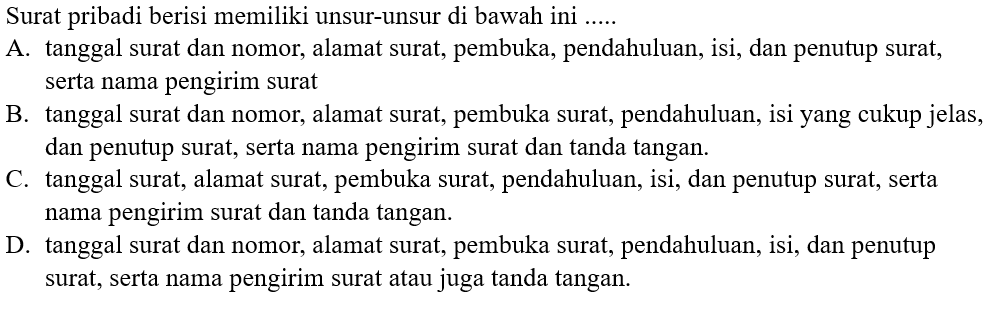 Surat pribadi berisi memiliki unsur-unsur di bawah ini .....
A. tanggal surat dan nomor, alamat surat, pembuka, pendahuluan, isi, dan penutup surat,
serta nama pengirim surat
B. tanggal surat dan nomor, alamat surat, pembuka surat, pendahuluan, isi yang cukup jelas,
dan penutup surat, serta nama pengirim surat dan tanda tangan.
C. tanggal surat, alamat surat, pembuka surat, pendahuluan, isi, dan penutup surat, serta
nama pengirim surat dan tanda tangan.
D. tanggal surat dan nomor, alamat surat, pembuka surat, pendahuluan, isi, dan penutup
surat, serta nama pengirim surat atau juga tanda tangan.